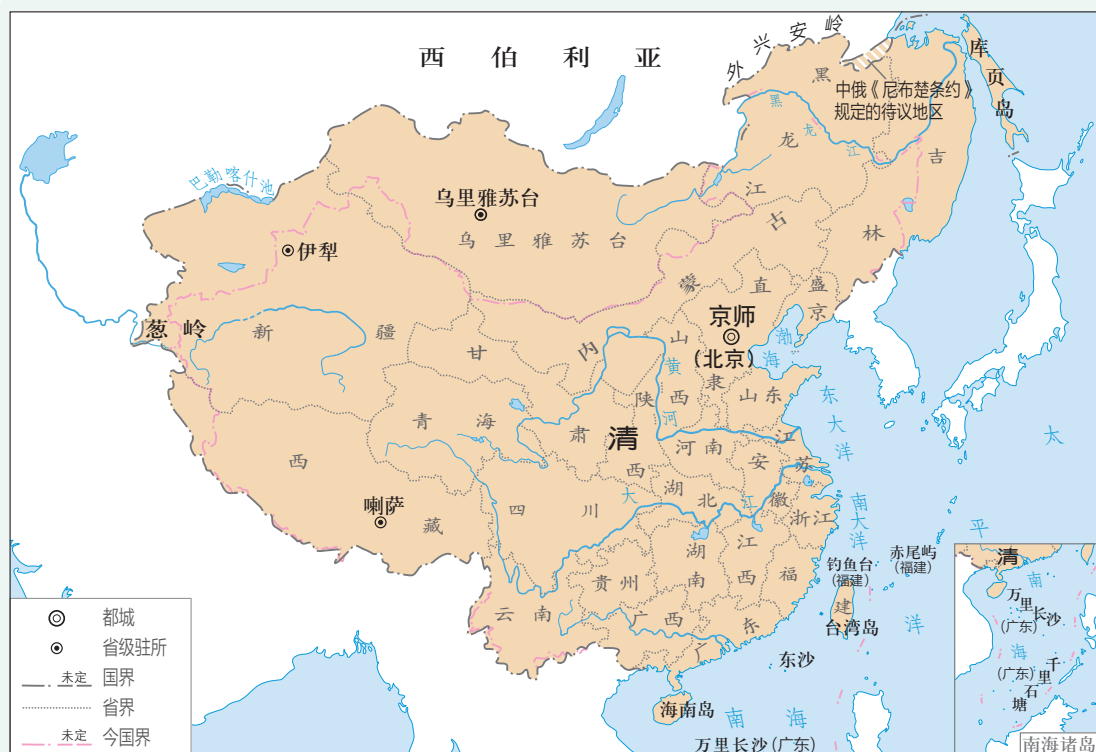 西伯利亚
外兴安岭
库页岛
中俄《尼布楚条约》
规定的待议地区
黑龙江
黑龙江
吉林
巴勒喀什池
乌里雅苏台
乌里雅苏台
伊犁
内蒙古
盛京
直隶
京师
(北京)
渤海
葱岭
新疆
甘肃
山西
黄河
陕西
山东
东大洋
太平洋
青海
清
河南
江苏
安徽
西藏
喇萨
四川
湖北
大江
浙江
南大洋
湖南
江西
福建
贵州
云南
广西
广东
钓鱼台
(福建)
赤尾屿
(福建)
台湾岛
东沙
海南岛
南海
万里长沙(广东)
都城
省级驻所
未定 国界
省界
未定 今国界
清
南海
万里长沙
(广东)
(广东)
千里石塘
南海诸岛